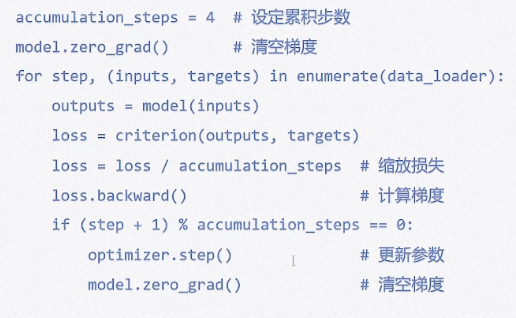 accumulation_steps = 4  # 设定累积步数
model.zero_grad()       # 清空梯度
for step, (inputs, targets) in enumerate(data_loader):
    outputs = model(inputs)
    loss = criterion(outputs, targets)
    loss = loss / accumulation_steps  # 缩放损失
    loss.backward()                   # 计算梯度
    if (step + 1) % accumulation_steps == 0:
        optimizer.step()              # 更新参数
        model.zero_grad()             # 清空梯度